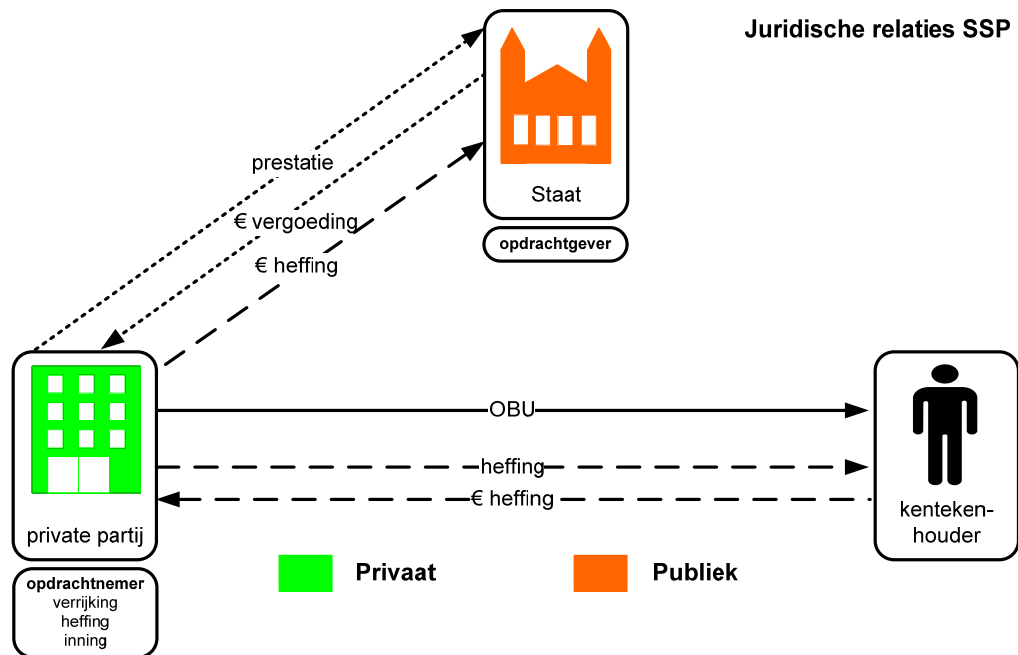 Juridische relaties SSP
prestatie
€ vergoeding
€ heffing
Staat
opdrachtgever
OBU
heffing
€ heffing
private partij
kenteken-
houder
opdrachtnemer
verrijking
heffing
inning
Privaat
Publiek